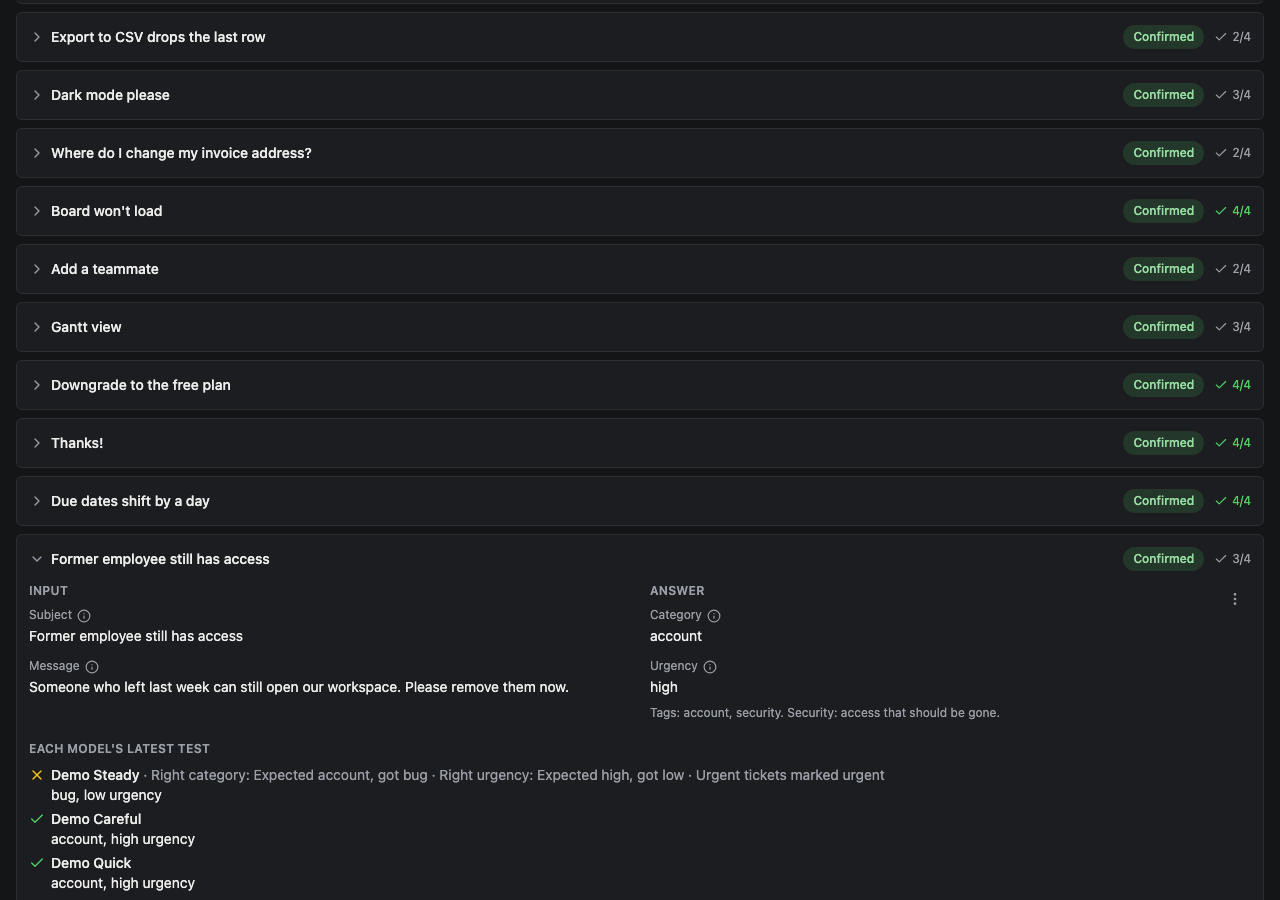 Export to CSV drops the last row Confirmed 2/4
Dark mode please Confirmed 3/4
Where do I change my invoice address? Confirmed 2/4
Board won't load Confirmed 4/4
Add a teammate Confirmed 2/4
Gantt view Confirmed 3/4
Downgrade to the free plan Confirmed 4/4
Thanks! Confirmed 4/4
Due dates shift by a day Confirmed 4/4
Former employee still has access Confirmed 3/4
INPUT
Subject
Former employee still has access
Message
Someone who left last week can still open our workspace. Please remove them now.
ANSWER
Category
account
Urgency
high
Tags: account, security. Security: access that should be gone.
EACH MODEL'S LATEST TEST
Demo Steady · Right category: Expected account, got bug · Right urgency: Expected high, got low · Urgent tickets marked urgent
bug, low urgency
Demo Careful
account, high urgency
Demo Quick
account, high urgency